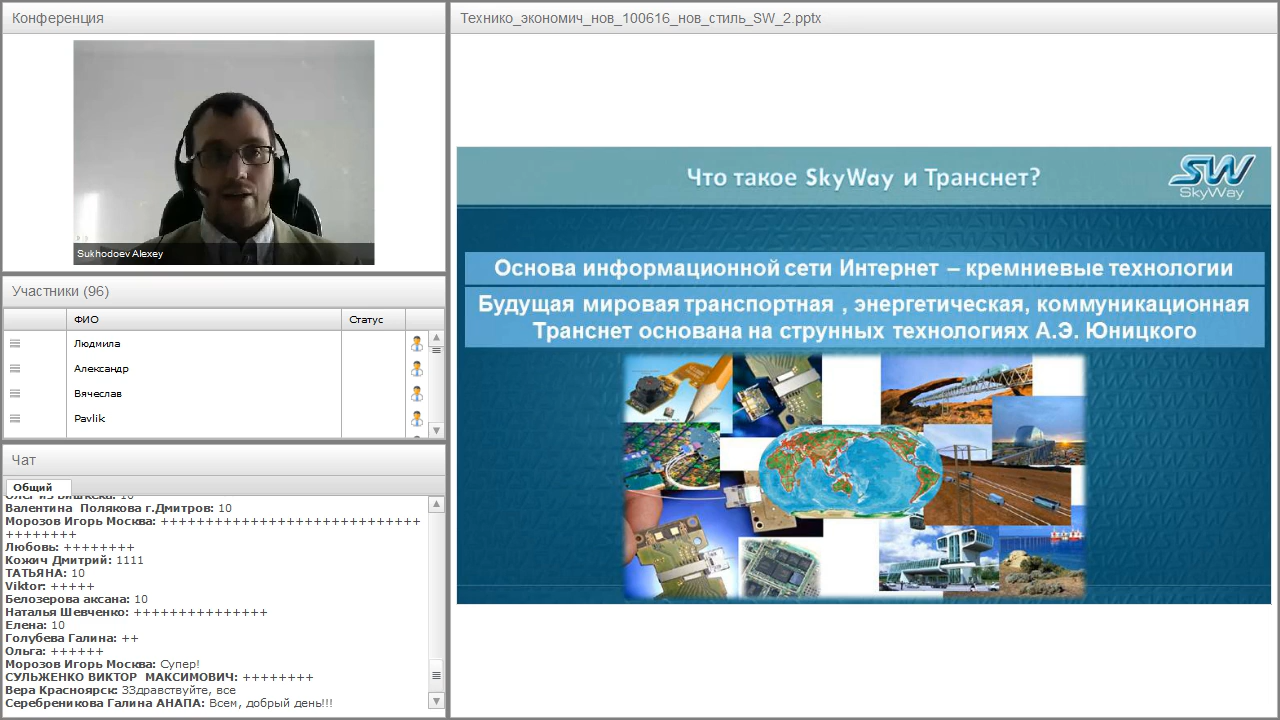 Конференция
Sukhodoev Alexey
Участники (96)
ФИО Статус
Людмила
Александр
Вячеслав
Pavlik
Чат
Общий
Валентина Полякова г.Дмитров: 10
Морозов Игорь Москва: +++++++++++++++++++++++++++++
++++++++
Любовь: ++++++++
Кожич Дмитрий: 1111
ТАТЬЯНА: 10
Viktor: +++++
Белозерова аксана: 10
Наталья Шевченко: +++++++++++++++
Елена: 10
Голубева Галина: ++
Ольга: ++++++
Морозов Игорь Москва: Супер!
СУЛЬЖЕНКО ВИКТОР МАКСИМОВИЧ: ++++++++
Вера Красноярск: ЗЗдравствуйте, все
Серебреникова Галина АНАПА: Всем, добрый день!!!
Технико_экономич_нов_100616_нов_стиль_SW_2.pptx
Что такое SkyWay и Транснет?
SW
SkyWay
Основа информационной сети Интернет – кремниевые технологии
Будущая мировая транспортная , энергетическая, коммуникационная
Транснет основана на струнных технологиях А.Э. Юницкого